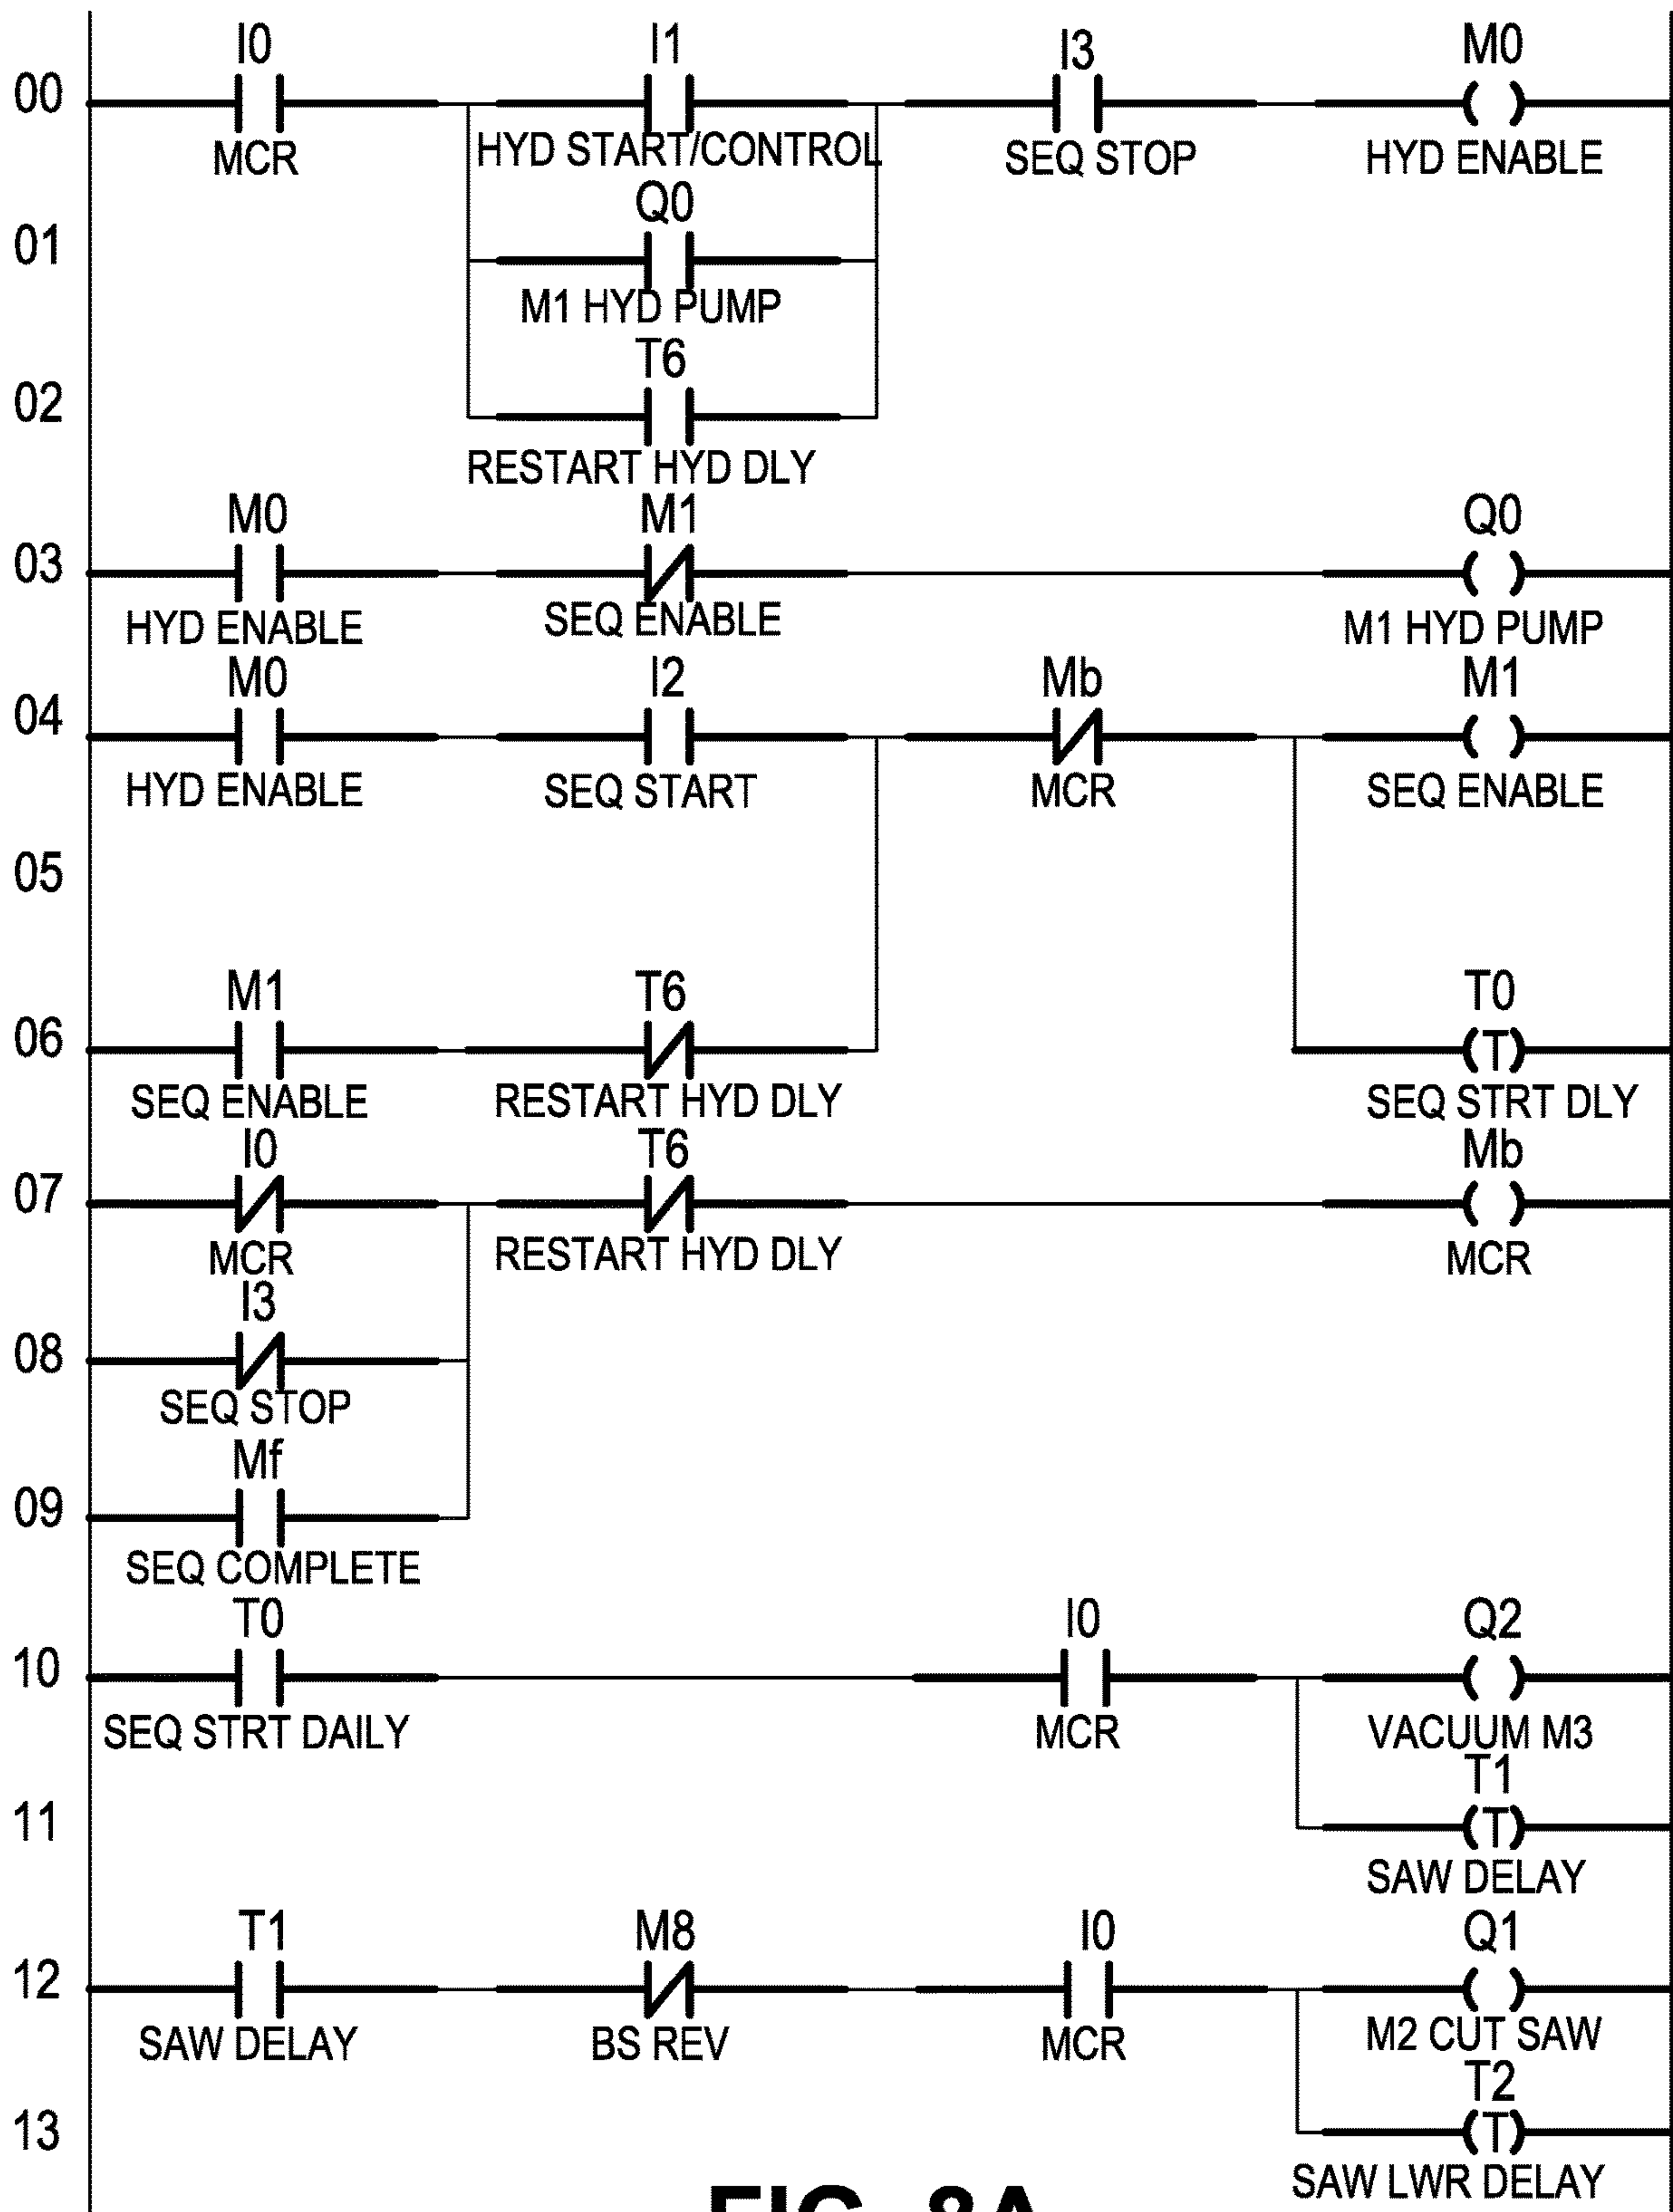 I0 I1 I3 M0
00
MCR HYD START/CONTROL SEQ STOP HYD ENABLE
Q0
01
M1 HYD PUMP
T6
02
RESTART HYD DLY
M0 M1 Q0
03
HYD ENABLE SEQ ENABLE M1 HYD PUMP
M0 I2 Mb M1
04
HYD ENABLE SEQ START MCR SEQ ENABLE
05
M1 T6 T0
06 (T)
SEQ ENABLE RESTART HYD DLY SEQ STRT DLY
I0 T6 Mb
07
MCR RESTART HYD DLY MCR
I3
08
SEQ STOP
Mf
09
SEQ COMPLETE
T0 I0 Q2
10
SEQ STRT DAILY MCR VACUUM M3
T1
11 (T)
SAW DELAY
T1 M8 I0 Q1
12
SAW DELAY BS REV MCR M2 CUT SAW
T2
13 (T)
SAW LWR DELAY
FIG. 8A